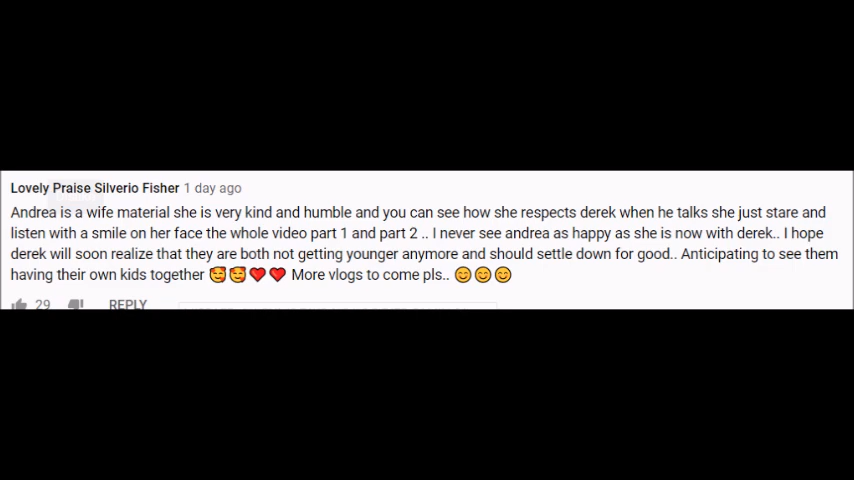 Lovely Praise Silverio Fisher 1 day ago
Andrea is a wife material she is very kind and humble and you can see how she respects derek when he talks she just stare and
listen with a smile on her face the whole video part 1 and part 2 .. I never see andrea as happy as she is now with derek.. I hope
derek will soon realize that they are both not getting younger anymore and should settle down for good.. Anticipating to see them
having their own kids together 🥰🥰❤️❤️ More vlogs to come pls.. 😊😊😊
29 REPLY